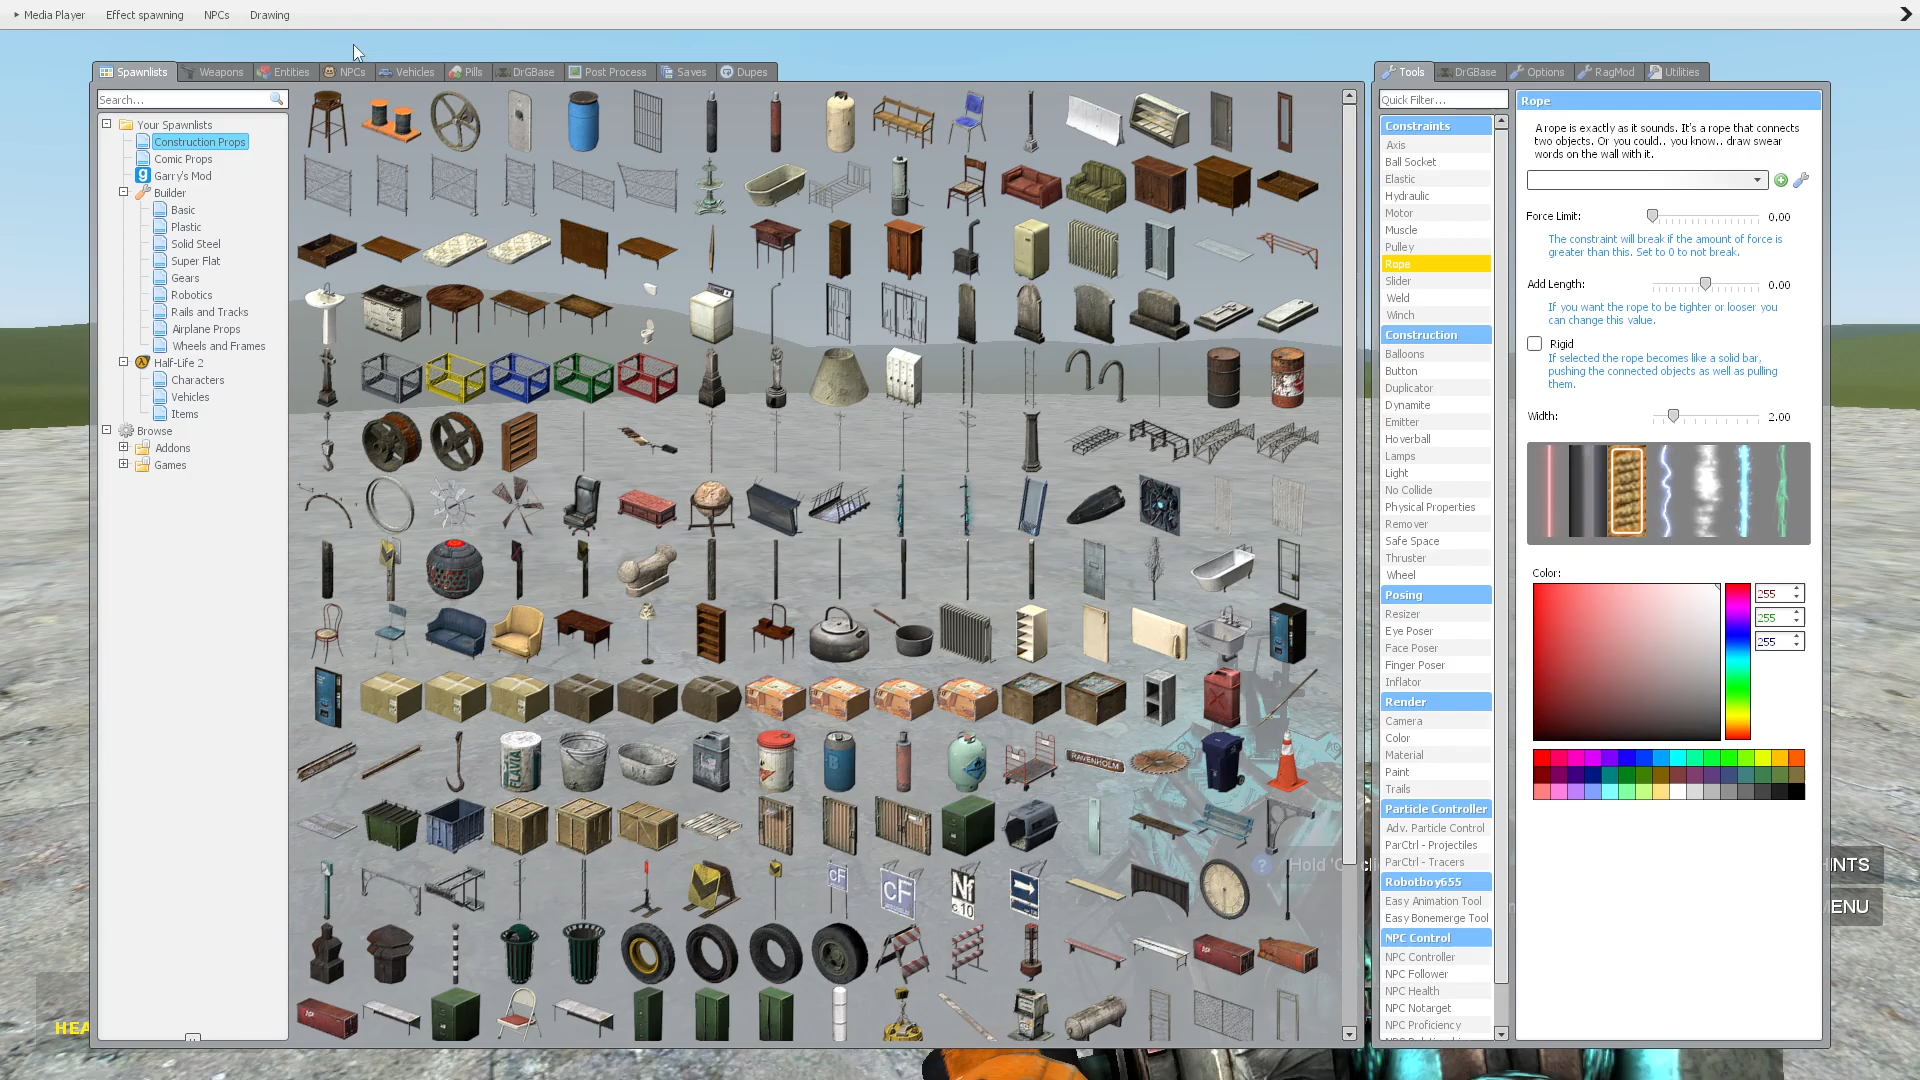 Media Player Effect spawning NPCs Drawing
Spawnlists Weapons Entities NPCs Vehicles Pills DrGBase Post Process Saves Dupes
Search...
Your Spawnlists
Construction Props
Comic Props
Garry's Mod
Builder
Basic
Plastic
Solid Steel
Super Flat
Gears
Robotics
Rails and Tracks
Airplane Props
Wheels and Frames
Half-Life 2
Characters
Vehicles
Items
Browse
Addons
Games
RAVENHOLM
cF
cF
Nf
c 10
HEA
Hold 'C' cli
Tools DrGBase Options RagMod Utilities
Quick Filter...
Constraints
Axis
Ball Socket
Elastic
Hydraulic
Motor
Muscle
Pulley
Rope
Slider
Weld
Winch
Construction
Balloons
Button
Duplicator
Dynamite
Emitter
Hoverball
Lamps
Light
No Collide
Physical Properties
Remover
Safe Space
Thruster
Wheel
Posing
Resizer
Eye Poser
Face Poser
Finger Poser
Inflator
Render
Camera
Color
Material
Paint
Trails
Particle Controller
Adv. Particle Control
ParCtrl - Projectiles
ParCtrl - Tracers
Robotboy655
Easy Animation Tool
Easy Bonemerge Tool
NPC Control
NPC Controller
NPC Follower
NPC Health
NPC Notarget
NPC Proficiency
Rope
A rope is exactly as it sounds. It's a rope that connects
two objects. Or you could.. you know.. draw swear
words on the wall with it.
Force Limit: 0.00
The constraint will break if the amount of force is
greater than this. Set to 0 to not break.
Add Length: 0.00
If you want the rope to be tighter or looser you
can change this value.
Rigid
If selected the rope becomes like a solid bar,
pushing the connected objects as well as pulling
them.
Width: 2.00
Color:
255
255
255
INTS
ENU